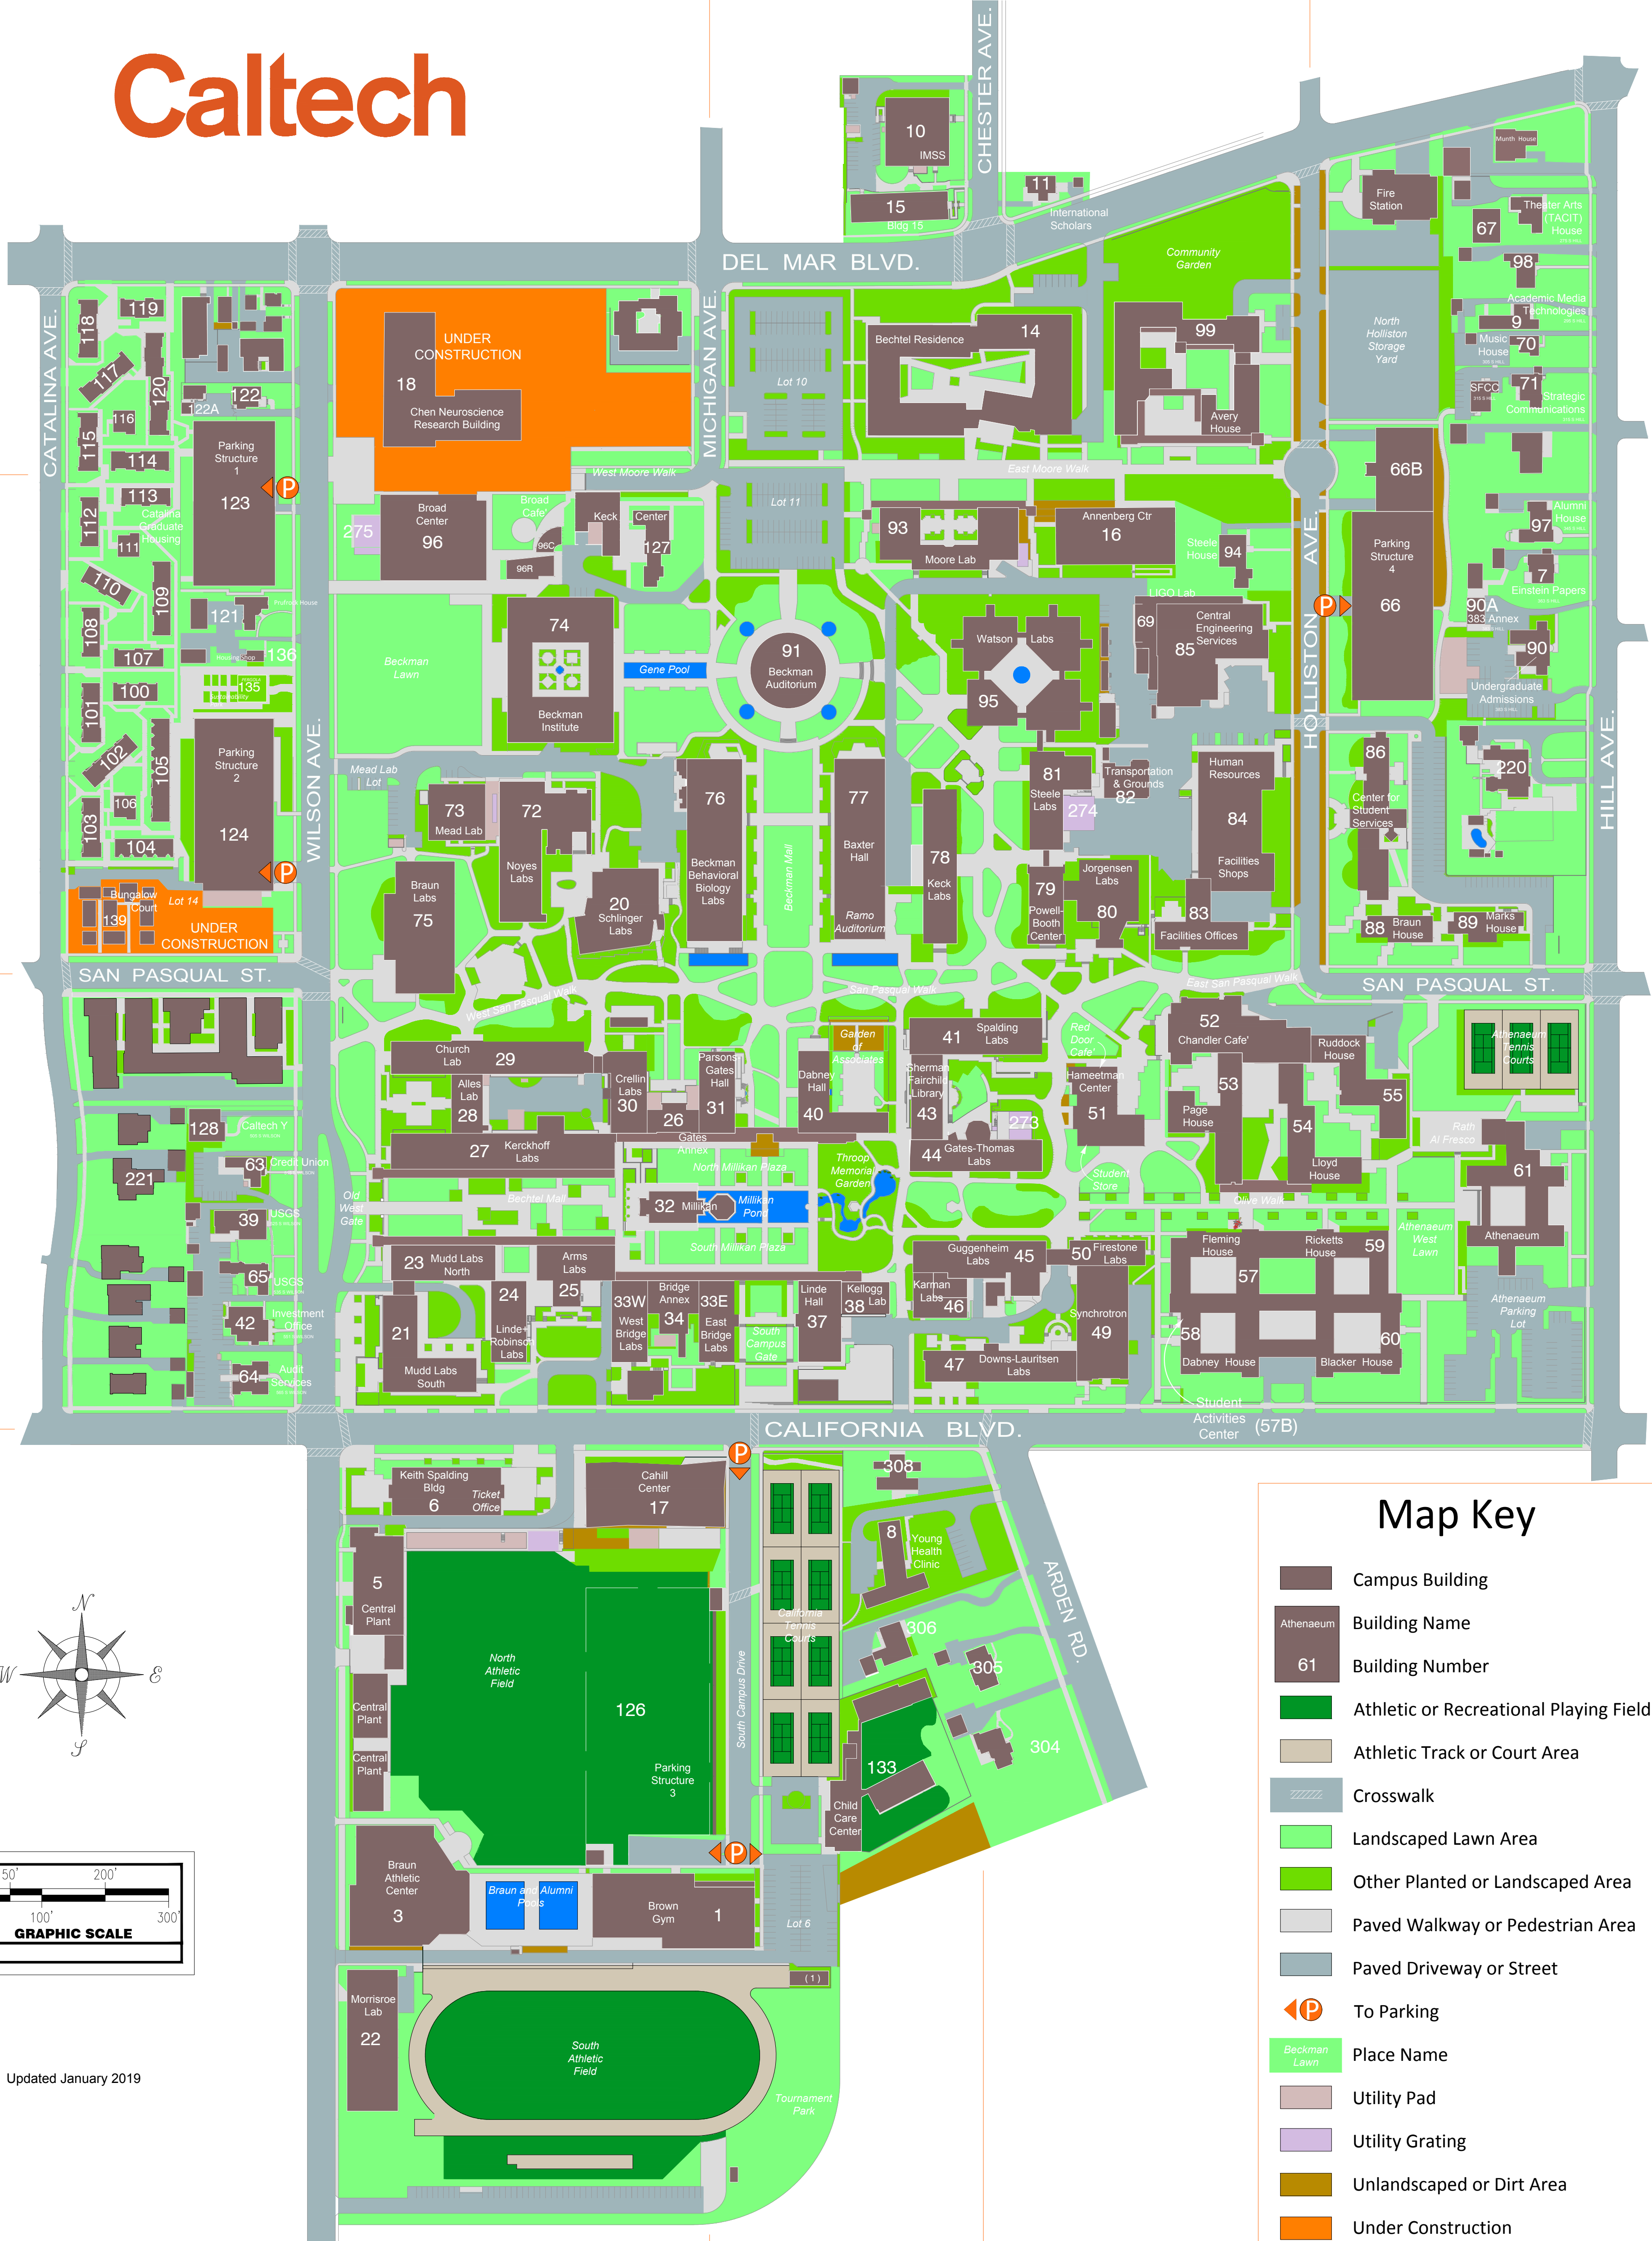 Caltech
CHESTER AVE.
10
IMSS
15
Bldg 15
11
International
Scholars
Munth House
Fire
Station
67
Theater Arts
(TACIT)
House
98
Academic Media
Technologies
9
Music
House
70
SFCC
71
Strategic
Communications
DEL MAR BLVD.
Community
Garden
CATALINA AVE.
WILSON AVE.
MICHIGAN AVE.
HOLLISTON AVE.
HILL AVE.
118
119
117
120
116
115
114
122
122A
113
112
Catalina
Graduate
Housing
111
110
109
108
107
100
101
102
105
106
103
104
Parking
Structure
1
123
P
121
136
135
Parking
Structure
2
124
P
Bungalow
Court
139
Lot 14
UNDER
CONSTRUCTION
UNDER
CONSTRUCTION
18
Chen Neuroscience
Research Building
West Moore Walk
Lot 10
Bechtel Residence
14
99
Avery
House
North
Holliston
Storage
Yard
East Moore Walk
66B
Parking
Structure
4
66
P
275
Broad
Center
96
Broad
Cafe'
96C
96R
Keck Center
127
Lot 11
93
Moore Lab
Annenberg Ctr
16
Steele
House
94
Alumni
House
97
7
Einstein Papers
90A
383 Annex
90
Undergraduate
Admissions
Beckman
Lawn
74
Beckman
Institute
Gene Pool
91
Beckman
Auditorium
Watson Labs
95
LIGO Lab
69
Central
Engineering
Services
85
Mead Lab
Lot
73
Mead Lab
72
Noyes
Labs
76
Beckman
Behavioral
Biology
Labs
Beckman Mall
77
Baxter
Hall
Ramo
Auditorium
78
Keck
Labs
81
Steele
Labs
274
Transportation
& Grounds
82
Human
Resources
84
Facilities
Shops
86
Center for
Student
Services
220
Braun
Labs
75
20
Schlinger
Labs
79
Powell-
Booth
Center
Jorgensen
Labs
80
83
Facilities Offices
88
Braun
House
89
Marks
House
SAN PASQUAL ST.
West San Pasqual Walk
San Pasqual Walk
East San Pasqual Walk
SAN PASQUAL ST.
Church
Lab
29
Alles
Lab
28
Crellin
Labs
30
26
Gates
Annex
Parsons-
Gates
Hall
31
Dabney
Hall
40
Garden
of
Associates
41
Spalding
Labs
Sherman
Fairchild
Library
43
Red
Door
Cafe'
Hameetman
Center
51
52
Chandler Cafe'
53
Page
House
Ruddock
House
54
55
Lloyd
House
Athenaeum
Tennis
Courts
Rath
Al Fresco
61
Athenaeum
128
Caltech Y
63
Credit Union
221
39
USGS
65
USGS
42
Investment
Office
64
Audit
Services
27
Kerckhoff
Labs
North Millikan Plaza
Throop
Memorial
Garden
44
Gates-Thomas
Labs
273
Student
Store
Old
West
Gate
Bechtel Mall
32
Millikan
Millikan
Pond
South Millikan Plaza
Olive Walk
Athenaeum
West
Lawn
23
Mudd Labs
North
Arms
Labs
25
24
Linde+
Robinson
Labs
21
Mudd Labs
South
33W
West
Bridge
Labs
Bridge
Annex
34
33E
East
Bridge
Labs
South
Campus
Gate
Linde
Hall
37
Kellogg
Lab
38
Guggenheim
Labs
45
Karman
Labs
46
50
Firestone
Labs
Synchrotron
49
47
Downs-Lauritsen
Labs
Fleming
House
57
Ricketts
House
59
58
Dabney House
60
Blacker House
Athenaeum
Parking
Lot
Student
Activities
Center
(57B)
CALIFORNIA BLVD.
Keith Spalding
Bldg
6
Ticket
Office
Cahill
Center
17
P
308
8
Young
Health
Clinic
ARDEN RD.
5
Central
Plant
Central
Plant
Central
Plant
North
Athletic
Field
126
Parking
Structure
3
South Campus Drive
California
Tennis
Courts
306
305
304
133
Child
Care
Center
P
Braun
Athletic
Center
3
Braun and Alumni
Pools
Brown
Gym
1
Lot 6
(1)
Morrisroe
Lab
22
South
Athletic
Field
Tournament
Park
N
W
E
S
50'
200'
100'
300'
GRAPHIC SCALE
Updated January 2019
Map Key
Campus Building
Athenaeum
Building Name
61
Building Number
Athletic or Recreational Playing Field
Athletic Track or Court Area
Crosswalk
Landscaped Lawn Area
Other Planted or Landscaped Area
Paved Walkway or Pedestrian Area
Paved Driveway or Street
P
To Parking
Beckman
Lawn
Place Name
Utility Pad
Utility Grating
Unlandscaped or Dirt Area
Under Construction